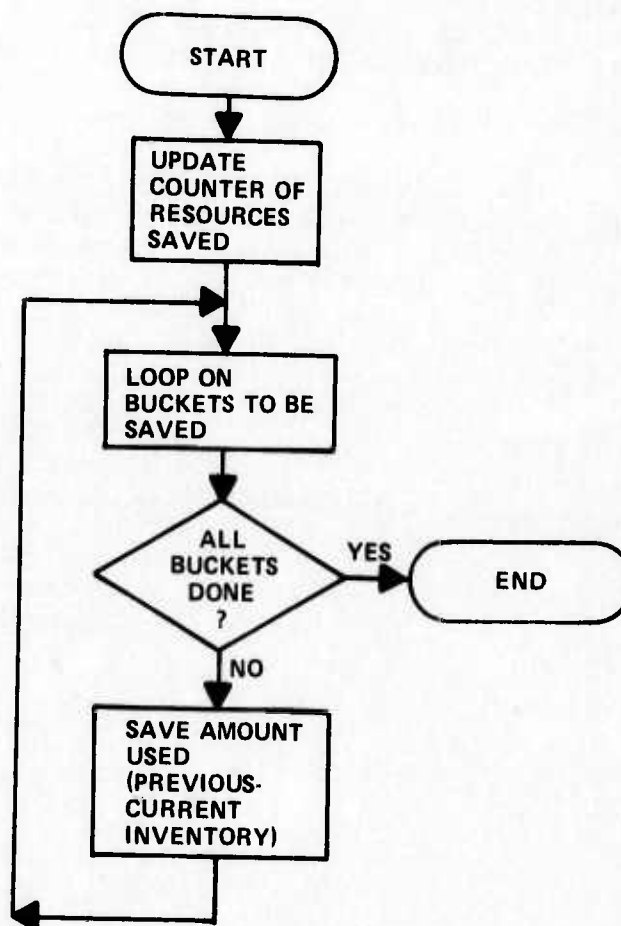 START
UPDATE
COUNTER OF
RESOURCES
SAVED
LOOP ON
BUCKETS TO BE
SAVED
ALL
BUCKETS
DONE
?
YES
END
NO
SAVE AMOUNT
USED
(PREVIOUS-
CURRENT
INVENTORY)